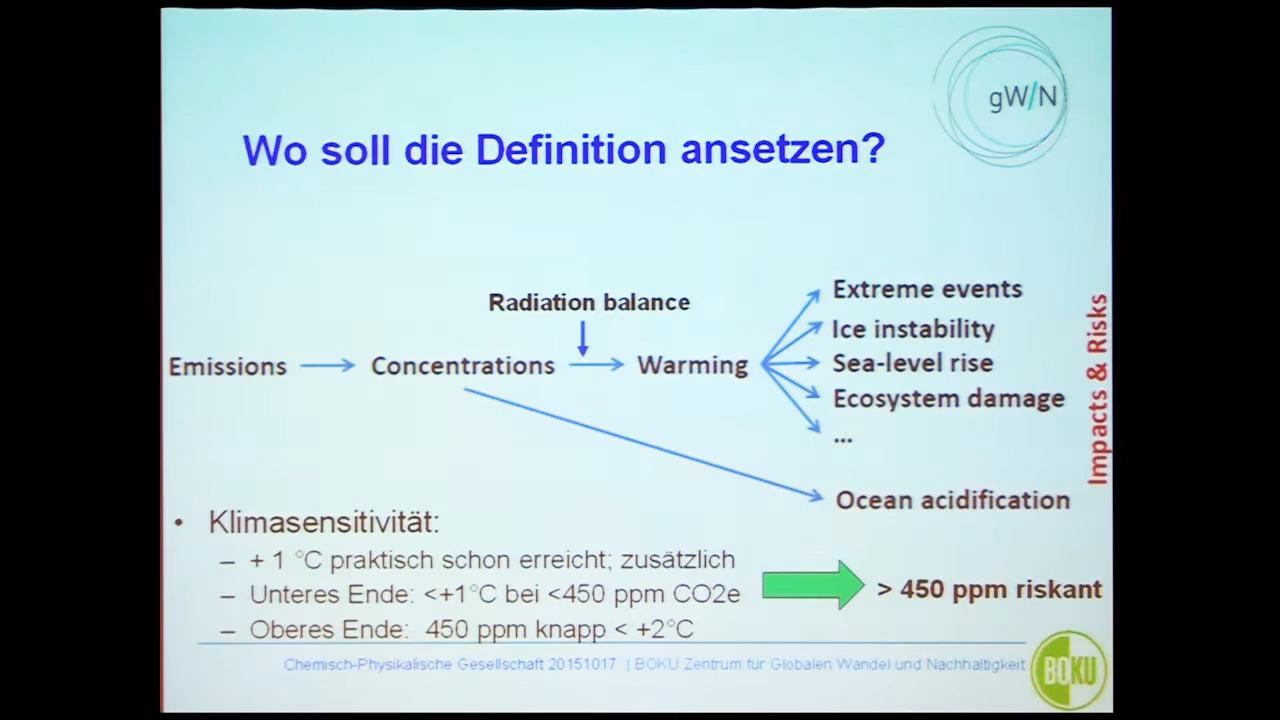 gW/N
Wo soll die Definition ansetzen?
Radiation balance
Emissions
Concentrations
Warming
Extreme events
Ice instability
Sea-level rise
Ecosystem damage
...
Ocean acidification
Impacts & Risks
• Klimasensitivität:
– + 1 °C praktisch schon erreicht; zusätzlich
– Unteres Ende: <+1°C bei <450 ppm CO2e
– Oberes Ende: 450 ppm knapp < +2°C
> 450 ppm riskant
Chemisch-Physikalische Gesellschaft 20151017 | BOKU Zentrum für Globalen Wandel und Nachhaltigkeit
BOKU